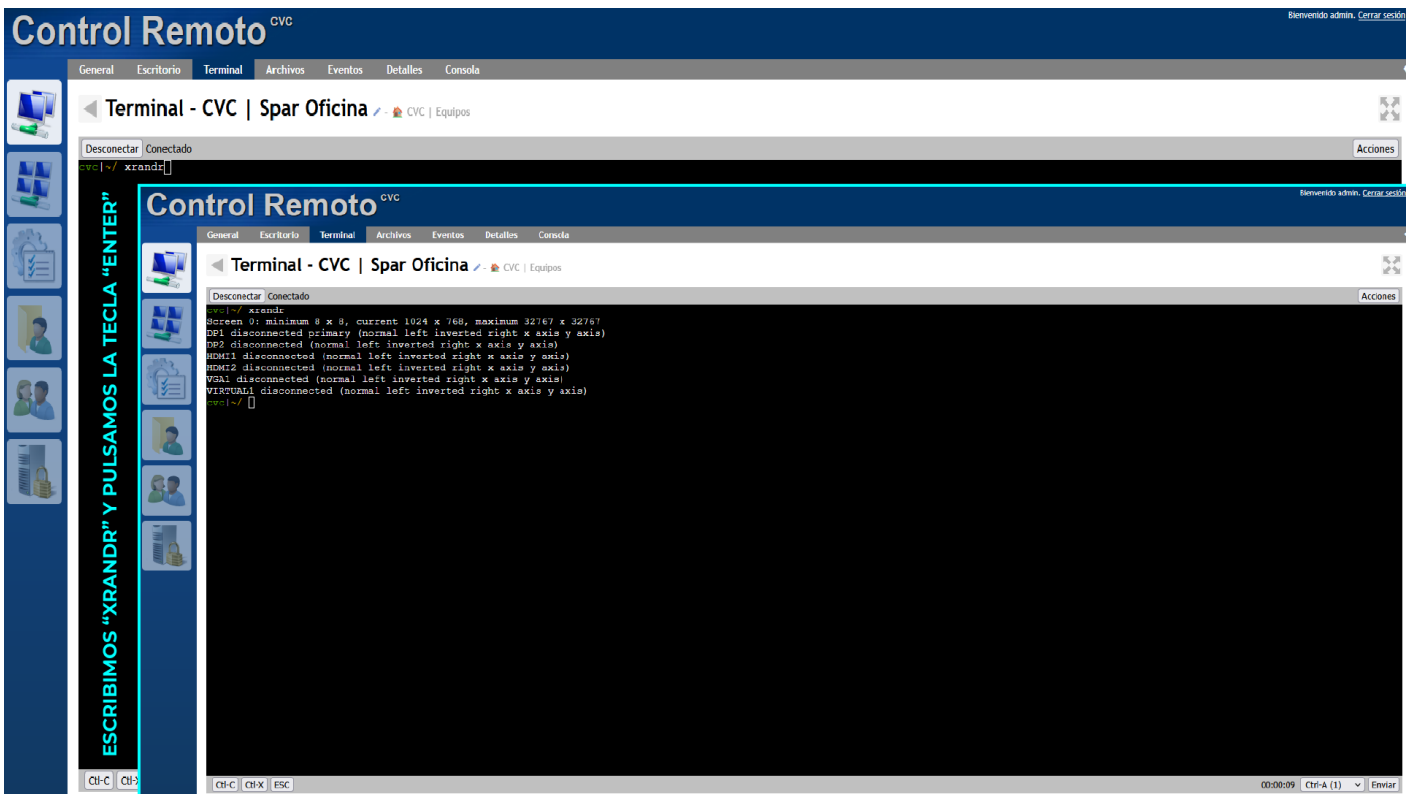 Control Remoto CVC
Bienvenido admin. Cerrar sesión
General Escritorio Terminal Archivos Eventos Detalles Consola
Terminal - CVC | Spar Oficina - CVC | Equipos
Desconectar Conectado Acciones
cvc|~/ xrandr
ESCRIBIMOS “XRANDR” Y PULSAMOS LA TECLA “ENTER”
Ctl-C Ctl-X
Control Remoto CVC
Bienvenido admin. Cerrar sesión
General Escritorio Terminal Archivos Eventos Detalles Consola
Terminal - CVC | Spar Oficina - CVC | Equipos
Desconectar Conectado Acciones
cvc|~/ xrandr
Screen 0: minimum 8 x 8, current 1024 x 768, maximum 32767 x 32767
DP1 disconnected primary (normal left inverted right x axis y axis)
DP2 disconnected (normal left inverted right x axis y axis)
HDMI1 disconnected (normal left inverted right x axis y axis)
HDMI2 disconnected (normal left inverted right x axis y axis)
VGA1 disconnected (normal left inverted right x axis y axis)
VIRTUAL1 disconnected (normal left inverted right x axis y axis)
cvc|~/
Ctl-C Ctl-X ESC 00:00:09 Ctrl-A (1) Enviar